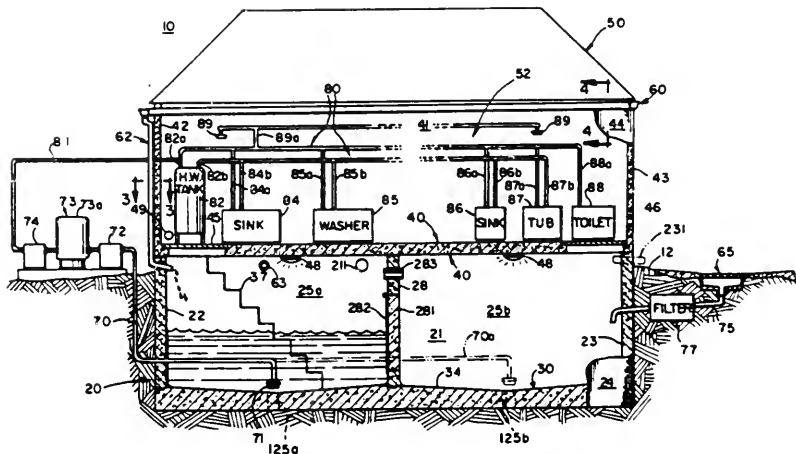 10
50
52
4
60
4
44
42
62
82a
89
80
41
89
89a
81
82b
84b
85a
85b
86a
86b
88a
H.W.
TANK
84a
87a
87b
88
43
73
73a
3
3
82
84
85
86
87
46
74
72
49
45
SINK
WASHER
SINK
TUB
TOILET
40
231
12
65
37
63
48
211
283
40
48
28
25a
282
281
25b
70
22
21
70a
23
FILTER
75
77
20
34
30
24
71
125a
125b